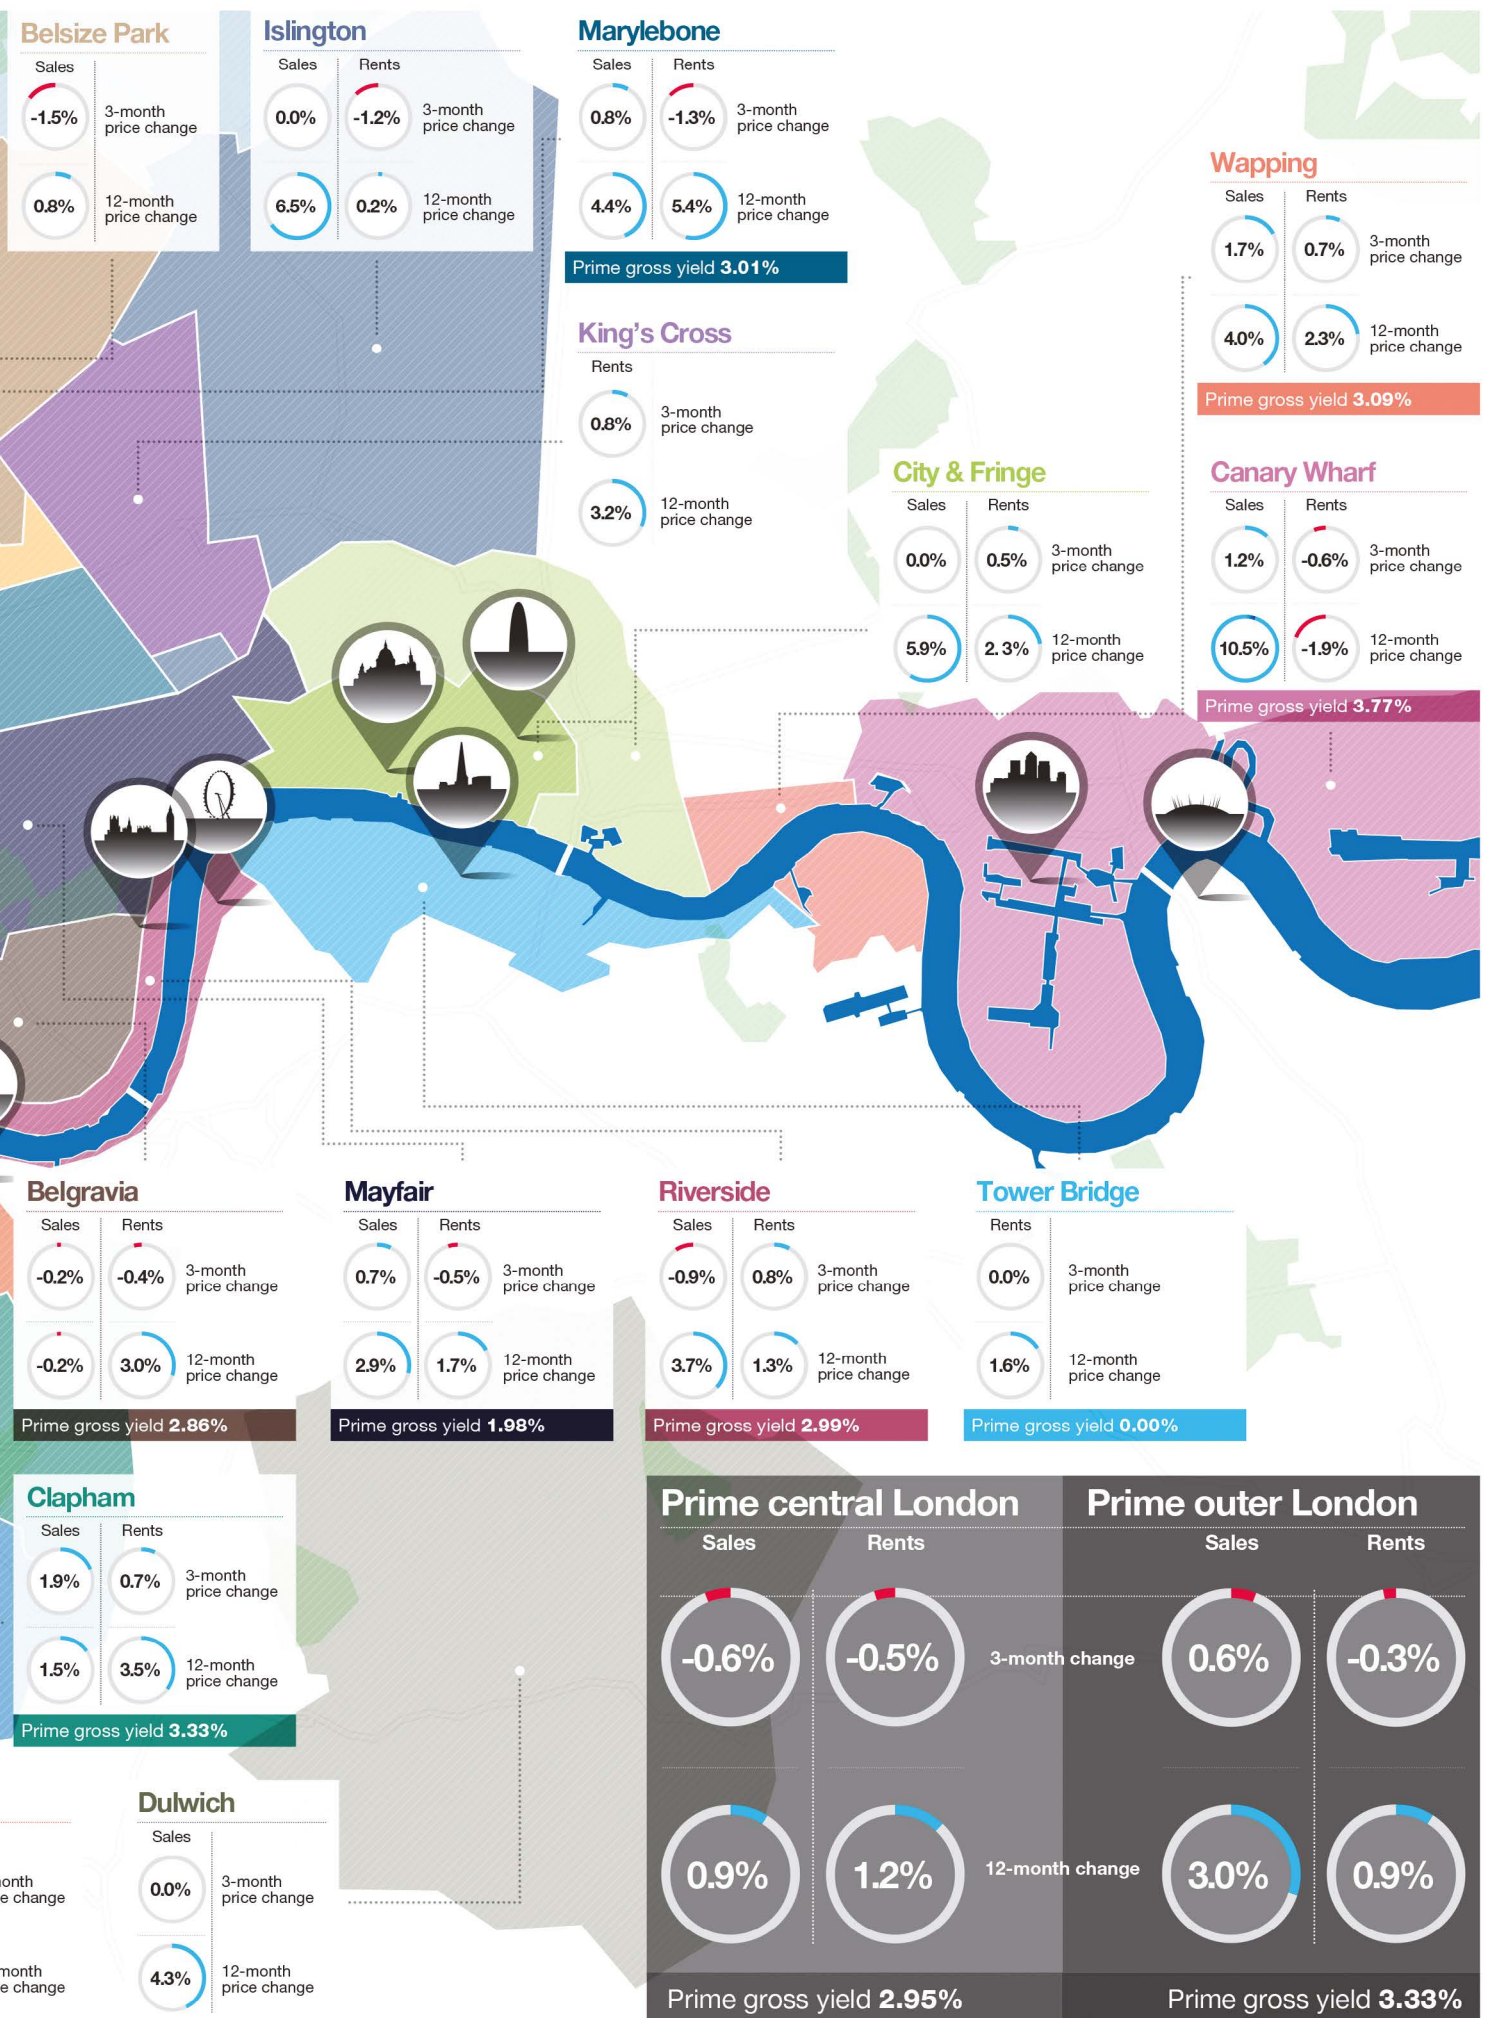 Belsize Park
Sales
-1.5%
3-month
price change
0.8%
12-month
price change
Islington
Sales Rents
0.0% -1.2%
3-month
price change
6.5% 0.2%
12-month
price change
Marylebone
Sales Rents
0.8% -1.3%
3-month
price change
4.4% 5.4%
12-month
price change
Prime gross yield 3.01%
King's Cross
Rents
0.8%
3-month
price change
3.2%
12-month
price change
Wapping
Sales Rents
1.7% 0.7%
3-month
price change
4.0% 2.3%
12-month
price change
Prime gross yield 3.09%
City & Fringe
Sales Rents
0.0% 0.5%
3-month
price change
5.9% 2.3%
12-month
price change
Canary Wharf
Sales Rents
1.2% -0.6%
3-month
price change
10.5% -1.9%
12-month
price change
Prime gross yield 3.77%
Belgravia
Sales Rents
-0.2% -0.4%
3-month
price change
-0.2% 3.0%
12-month
price change
Prime gross yield 2.86%
Mayfair
Sales Rents
0.7% -0.5%
3-month
price change
2.9% 1.7%
12-month
price change
Prime gross yield 1.98%
Riverside
Sales Rents
-0.9% 0.8%
3-month
price change
3.7% 1.3%
12-month
price change
Prime gross yield 2.99%
Tower Bridge
Rents
0.0%
3-month
price change
1.6%
12-month
price change
Prime gross yield 0.00%
Clapham
Sales Rents
1.9% 0.7%
3-month
price change
1.5% 3.5%
12-month
price change
Prime gross yield 3.33%
Dulwich
Sales
0.0%
3-month
price change
4.3%
12-month
price change
onth
e change
month
e change
Prime central London
Sales Rents
-0.6% -0.5%
3-month change
0.9% 1.2%
12-month change
Prime gross yield 2.95%
Prime outer London
Sales Rents
0.6% -0.3%
3.0% 0.9%
Prime gross yield 3.33%